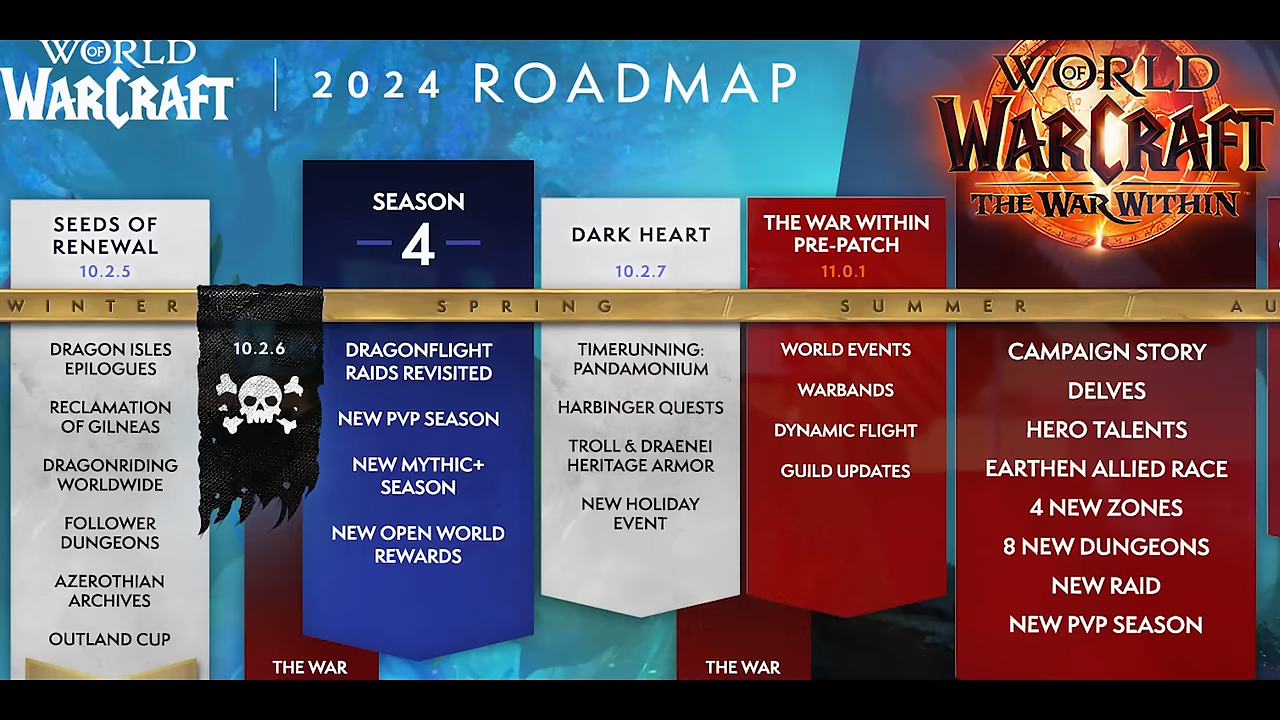 WORLD OF WARCRAFT
2024 ROADMAP
WORLD OF WARCRAFT
THE WAR WITHIN™
WINTER
SPRING
SUMMER
AU
SEEDS OF
RENEWAL
10.2.5
DRAGON ISLES
EPILOGUES
RECLAMATION
OF GILNEAS
DRAGONRIDING
WORLDWIDE
FOLLOWER
DUNGEONS
AZEROTHIAN
ARCHIVES
OUTLAND CUP
10.2.6
THE WAR
SEASON
4
DRAGONFLIGHT
RAIDS REVISITED
NEW PVP SEASON
NEW MYTHIC+
SEASON
NEW OPEN WORLD
REWARDS
DARK HEART
10.2.7
TIMERUNNING:
PANDAMONIUM
HARBINGER QUESTS
TROLL & DRAENEI
HERITAGE ARMOR
NEW HOLIDAY
EVENT
THE WAR
THE WAR WITHIN
PRE-PATCH
11.0.1
WORLD EVENTS
WARBANDS
DYNAMIC FLIGHT
GUILD UPDATES
CAMPAIGN STORY
DELVES
HERO TALENTS
EARTHEN ALLIED RACE
4 NEW ZONES
8 NEW DUNGEONS
NEW RAID
NEW PVP SEASON